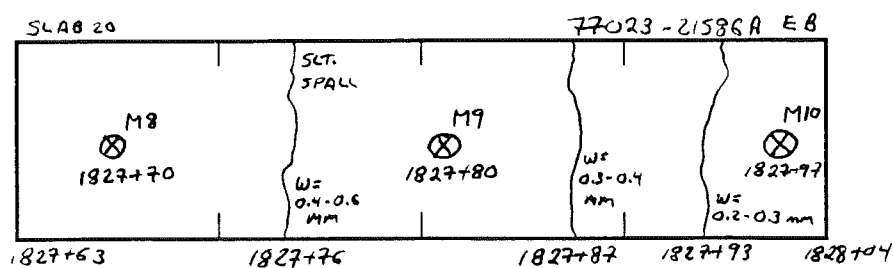 SLAB 20
77023-21586A EB
SLT.
SPALL
M8
1827+70
W=
0.4-0.6
MM
M9
1827+80
W=
0.3-0.4
MM
M10
1827+97
W=
0.2-0.3 mm
1827+63
1827+76
1827+87
1827+93
1828+04